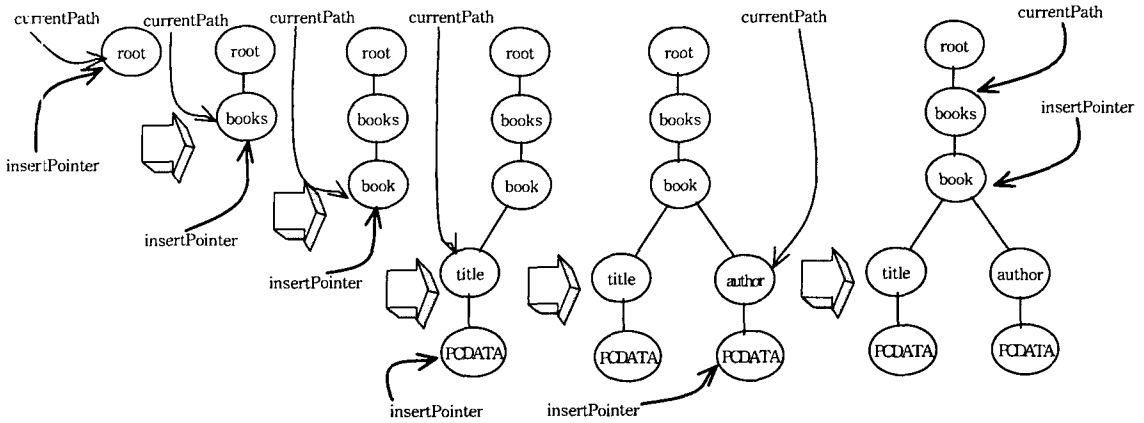 currentPath
currentPath
currentPath
currentPath
currentPath
currentPath
root
root
root
root
root
root
books
books
books
books
books
insertPointer
insertPointer
book
book
book
book
insertPointer
insertPointer
title
title
author
title
author
PCDATA
PCDATA
PCDATA
PCDATA
PCDATA
insertPointer
insertPointer